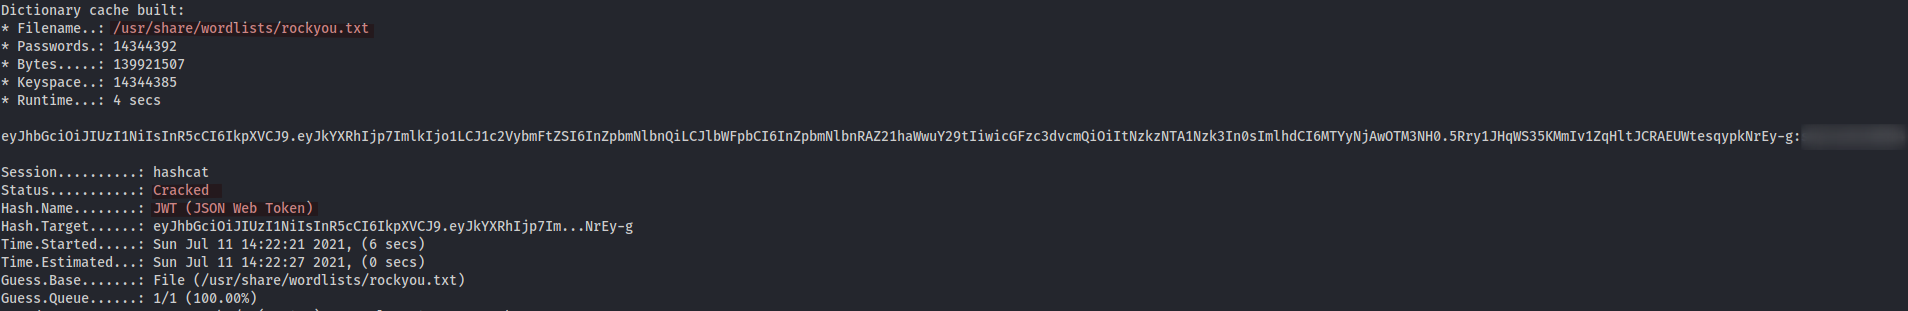 Dictionary cache built:
* Filename..: /usr/share/wordlists/rockyou.txt
* Passwords.: 14344392
* Bytes.....: 139921507
* Keyspace..: 14344385
* Runtime...: 4 secs
eyJhbGciOiJIUzI1NiIsInR5cCI6IkpXVCJ9.eyJkYXRhIjp7ImlkIjo1LCJ1c2VybmFtZSI6InZpbmNlbnQiLCJlbWFpbCI6InZpbmNlbnRAZ21haWwuY29tIiwicGFzc3dvcmQiOiItNzkzNTA1Nzk3In0sImlhdCI6MTYyNjAwOTM3NH0.5Rry1JHqWS35KMmIv1ZqHltJCRAEUWtesqypkNrEy-g:
Session..........: hashcat
Status...........: Cracked
Hash.Name........: JWT (JSON Web Token)
Hash.Target......: eyJhbGciOiJIUzI1NiIsInR5cCI6IkpXVCJ9.eyJkYXRhIjp7Im...NrEy-g
Time.Started.....: Sun Jul 11 14:22:21 2021, (6 secs)
Time.Estimated...: Sun Jul 11 14:22:27 2021, (0 secs)
Guess.Base.......: File (/usr/share/wordlists/rockyou.txt)
Guess.Queue......: 1/1 (100.00%)